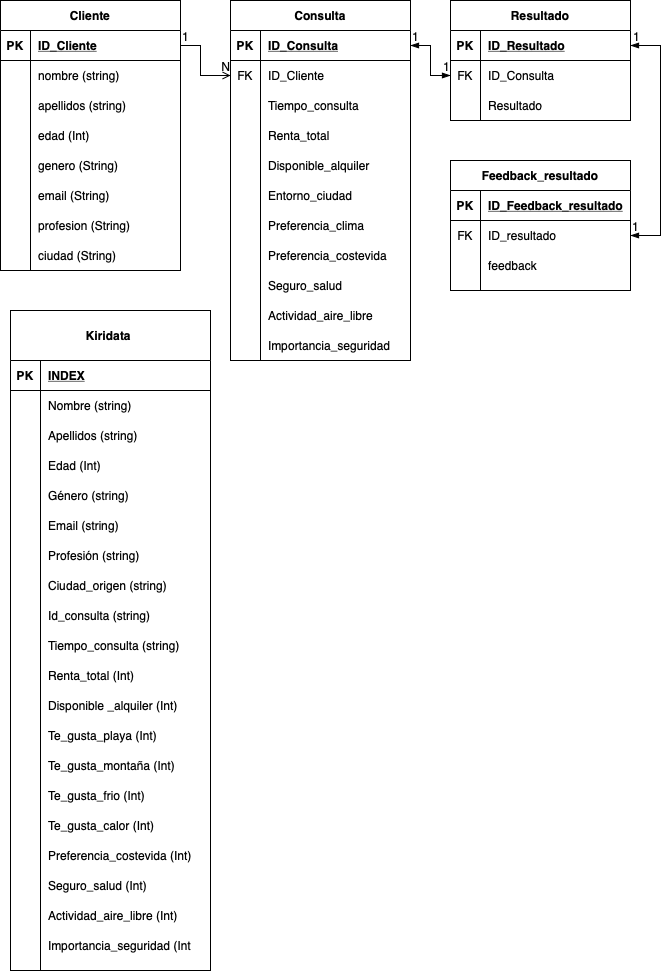 Cliente
PK ID_Cliente
nombre (string)
apellidos (string)
edad (Int)
genero (String)
email (String)
profesion (String)
ciudad (String)
1
N
Consulta
PK ID_Consulta
FK ID_Cliente
Tiempo_consulta
Renta_total
Disponible_alquiler
Entorno_ciudad
Preferencia_clima
Preferencia_costevida
Seguro_salud
Actividad_aire_libre
Importancia_seguridad
1
1
Resultado
PK ID_Resultado
FK ID_Consulta
Resultado
1
1
Feedback_resultado
PK ID_Feedback_resultado
FK ID_resultado
feedback
Kiridata
PK INDEX
Nombre (string)
Apellidos (string)
Edad (Int)
Género (string)
Email (string)
Profesión (string)
Ciudad_origen (string)
Id_consulta (string)
Tiempo_consulta (string)
Renta_total (Int)
Disponible _alquiler (Int)
Te_gusta_playa (Int)
Te_gusta_montaña (Int)
Te_gusta_frio (Int)
Te_gusta_calor (Int)
Preferencia_costevida (Int)
Seguro_salud (Int)
Actividad_aire_libre (Int)
Importancia_seguridad (Int